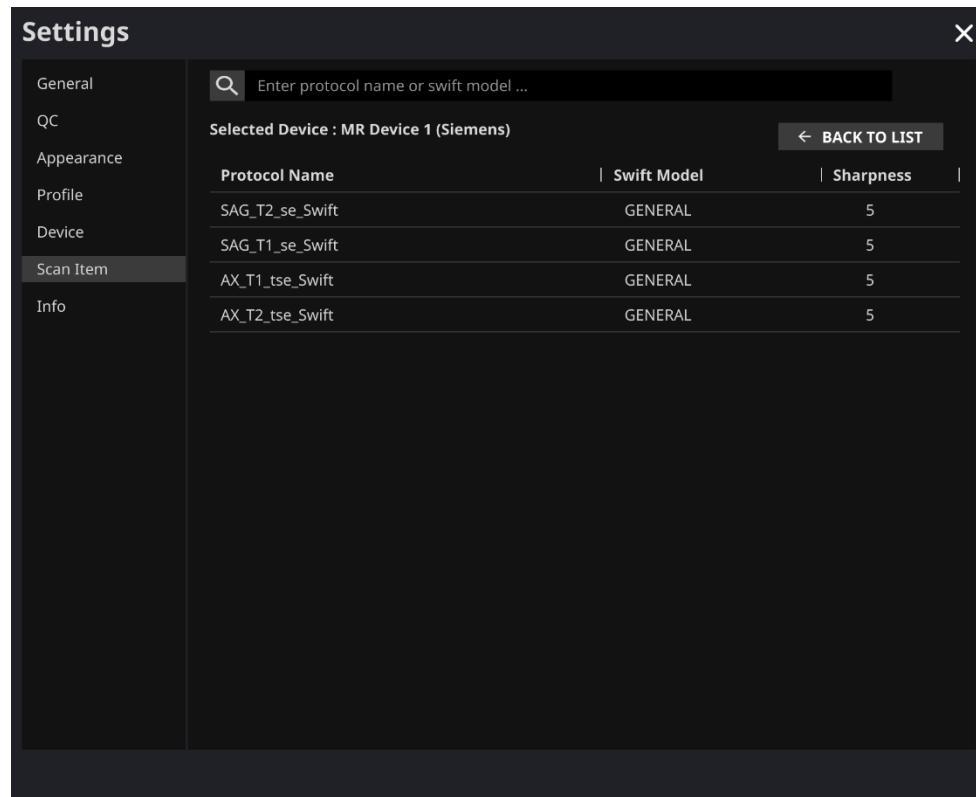 Settings
General
QC
Appearance
Profile
Device
Scan Item
Info
Enter protocol name or swift model ...
Selected Device : MR Device 1 (Siemens)
← BACK TO LIST
Protocol Name | Swift Model | Sharpness |
SAG_T2_se_Swift GENERAL 5
SAG_T1_se_Swift GENERAL 5
AX_T1_tse_Swift GENERAL 5
AX_T2_tse_Swift GENERAL 5